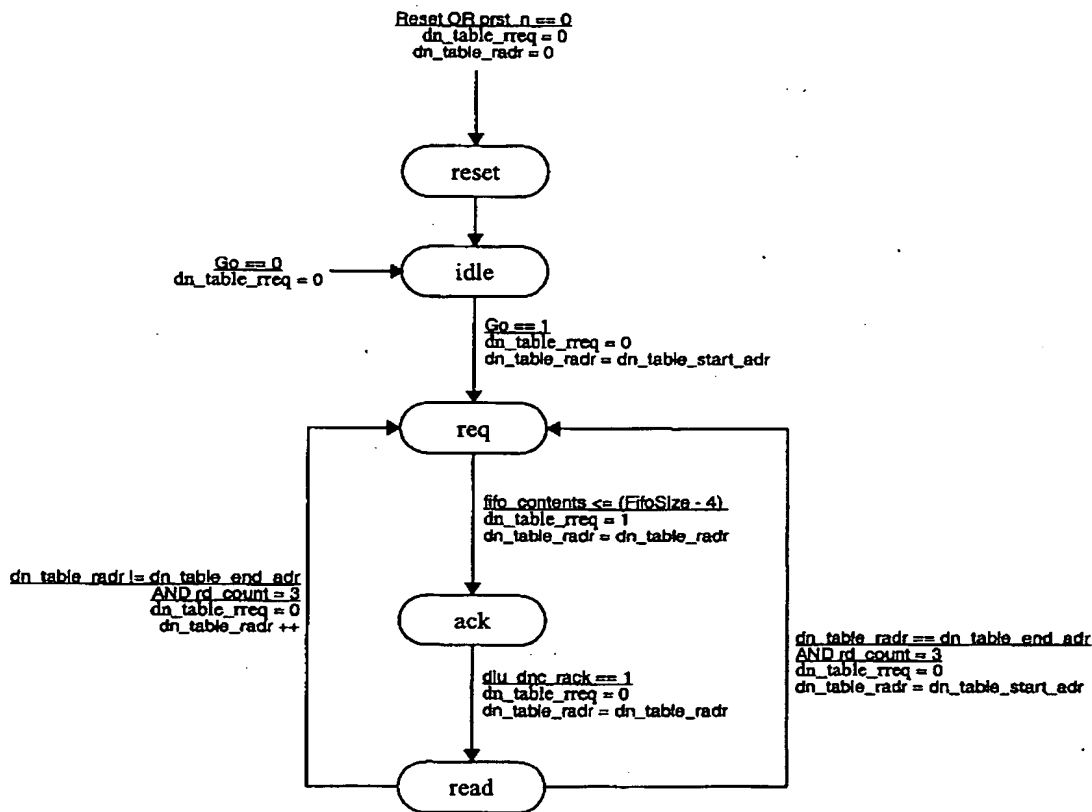 Reset OR prst_n == 0
dn_table_rreq = 0
dn_table_radr = 0
reset
idle
Go == 0
dn_table_rreq = 0
Go == 1
dn_table_rreq = 0
dn_table_radr = dn_table_start_adr
req
fifo_contents <= (FifoSize - 4)
dn_table_rreq = 1
dn_table_radr = dn_table_radr
dn_table_radr != dn_table_end_adr
AND rd_count = 3
dn_table_rreq = 0
dn_table_radr ++
ack
diu_dnc_rack == 1
dn_table_rreq = 0
dn_table_radr = dn_table_radr
dn_table_radr == dn_table_end_adr
AND rd_count = 3
dn_table_rreq = 0
dn_table_radr = dn_table_start_adr
read